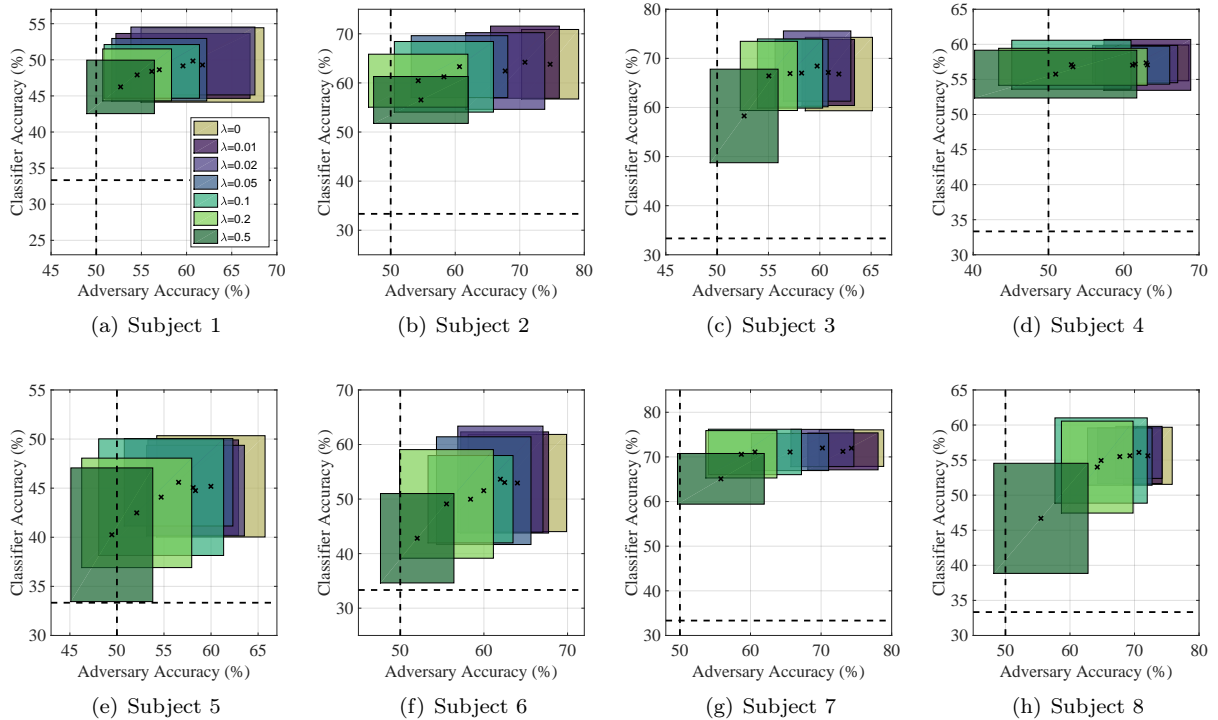 Classifier Accuracy (%)
55
50
45
40
35
30
25
45 50 55 60 65 70
Adversary Accuracy (%)
λ=0
λ=0.01
λ=0.02
λ=0.05
λ=0.1
λ=0.2
λ=0.5
(a) Subject 1
Classifier Accuracy (%)
70
60
50
40
30
50 60 70 80
Adversary Accuracy (%)
(b) Subject 2
Classifier Accuracy (%)
80
70
60
50
40
30
50 55 60 65
Adversary Accuracy (%)
(c) Subject 3
Classifier Accuracy (%)
65
60
55
50
45
40
35
30
40 50 60 70
Adversary Accuracy (%)
(d) Subject 4
Classifier Accuracy (%)
55
50
45
40
35
30
45 50 55 60 65
Adversary Accuracy (%)
(e) Subject 5
Classifier Accuracy (%)
70
60
50
40
30
50 60 70
Adversary Accuracy (%)
(f) Subject 6
Classifier Accuracy (%)
80
70
60
50
40
30
50 60 70 80
Adversary Accuracy (%)
(g) Subject 7
Classifier Accuracy (%)
65
60
55
50
45
40
35
30
50 60 70 80
Adversary Accuracy (%)
(h) Subject 8